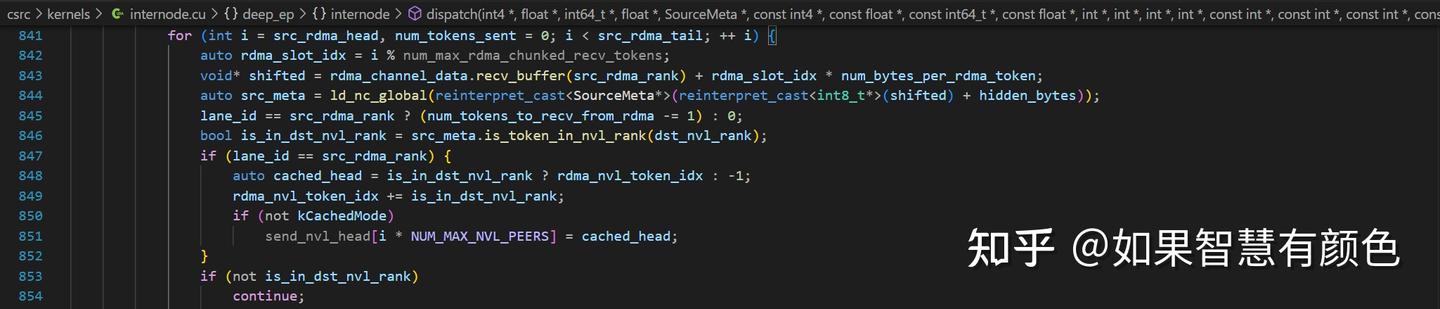 csrc > kernels > internode.cu > {} deep_ep > {} internode > dispatch(int4 *, float *, int64_t *, float *, SourceMeta *, const int4 *, const float *, const int64_t *, const float *, int *, int *, int *, int *, const int *, const int *, const int *, cons
841 for (int i = src_rdma_head, num_tokens_sent = 0; i < src_rdma_tail; ++ i) {
842 auto rdma_slot_idx = i % num_max_rdma_chunked_recv_tokens;
843 void* shifted = rdma_channel_data.recv_buffer(src_rdma_rank) + rdma_slot_idx * num_bytes_per_rdma_token;
844 auto src_meta = ld_nc_global(reinterpret_cast<SourceMeta*>(reinterpret_cast<int8_t*>(shifted) + hidden_bytes));
845 lane_id == src_rdma_rank ? (num_tokens_to_recv_from_rdma -= 1) : 0;
846 bool is_in_dst_nvl_rank = src_meta.is_token_in_nvl_rank(dst_nvl_rank);
847 if (lane_id == src_rdma_rank) {
848 auto cached_head = is_in_dst_nvl_rank ? rdma_nvl_token_idx : -1;
849 rdma_nvl_token_idx += is_in_dst_nvl_rank;
850 if (not kCachedMode)
851 send_nvl_head[i * NUM_MAX_NVL_PEERS] = cached_head;
852 }
853 if (not is_in_dst_nvl_rank)
854 continue;
知乎 @如果智慧有颜色